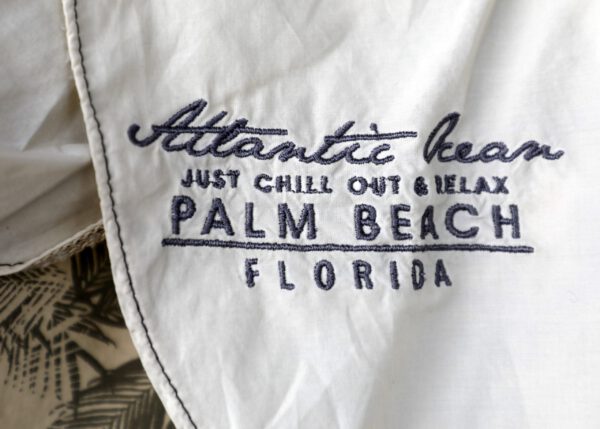 Atlantic Ocean
JUST CHILL OUT & RELAX
PALM BEACH
FLORIDA